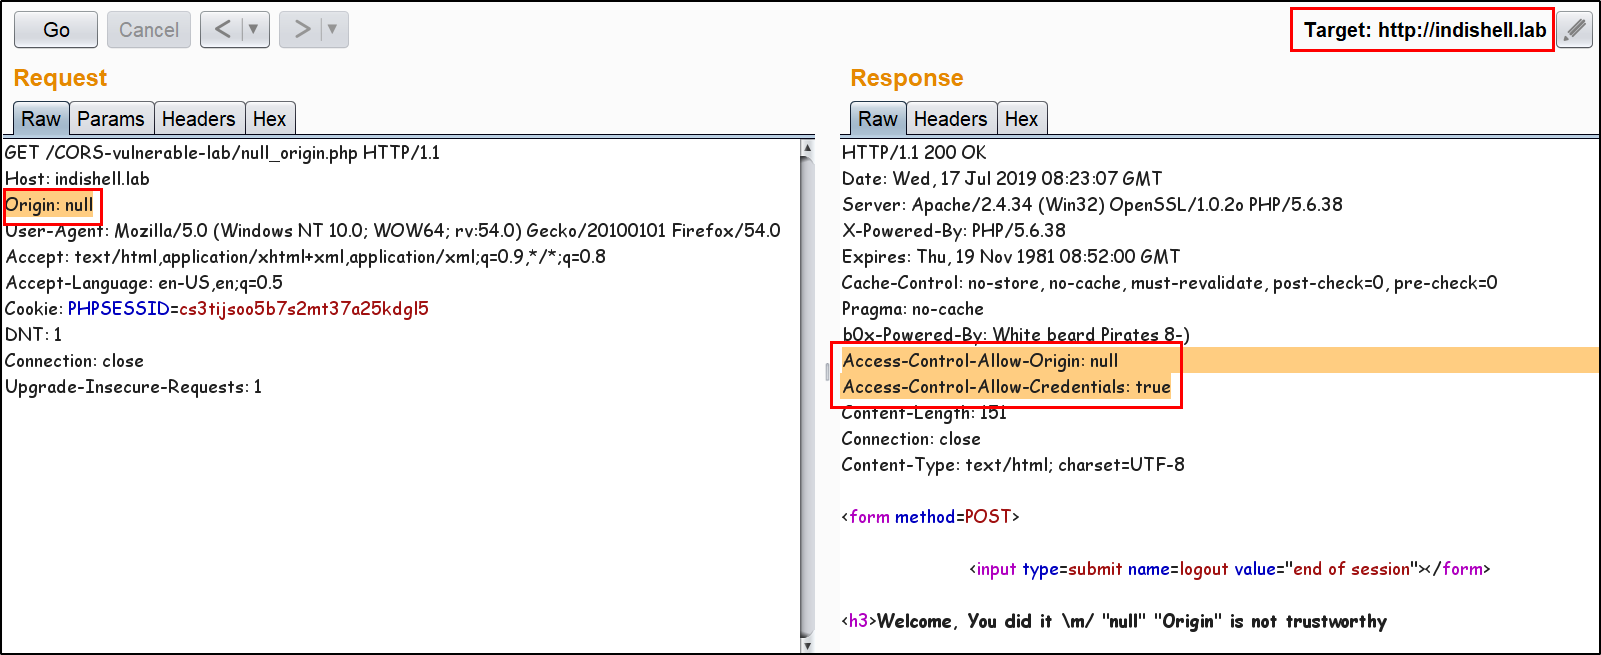 Go Cancel < ▼ > ▼ Target: http://indishell.lab
Request
Raw Params Headers Hex
GET /CORS-vulnerable-lab/null_origin.php HTTP/1.1
Host: indishell.lab
Origin: null
User-Agent: Mozilla/5.0 (Windows NT 10.0; WOW64; rv:54.0) Gecko/20100101 Firefox/54.0
Accept: text/html,application/xhtml+xml,application/xml;q=0.9,*/*;q=0.8
Accept-Language: en-US,en;q=0.5
Cookie: PHPSESSID=cs3tijsoo5b7s2mt37a25kdgl5
DNT: 1
Connection: close
Upgrade-Insecure-Requests: 1
Response
Raw Headers Hex
HTTP/1.1 200 OK
Date: Wed, 17 Jul 2019 08:23:07 GMT
Server: Apache/2.4.34 (Win32) OpenSSL/1.0.2o PHP/5.6.38
X-Powered-By: PHP/5.6.38
Expires: Thu, 19 Nov 1981 08:52:00 GMT
Cache-Control: no-store, no-cache, must-revalidate, post-check=0, pre-check=0
Pragma: no-cache
b0x-Powered-By: White beard Pirates 8-)
Access-Control-Allow-Origin: null
Access-Control-Allow-Credentials: true
Content-Length: 151
Connection: close
Content-Type: text/html; charset=UTF-8
<form method=POST>
<input type=submit name=logout value="end of session"></form>
<h3>Welcome, You did it \m/ "null" "Origin" is not trustworthy